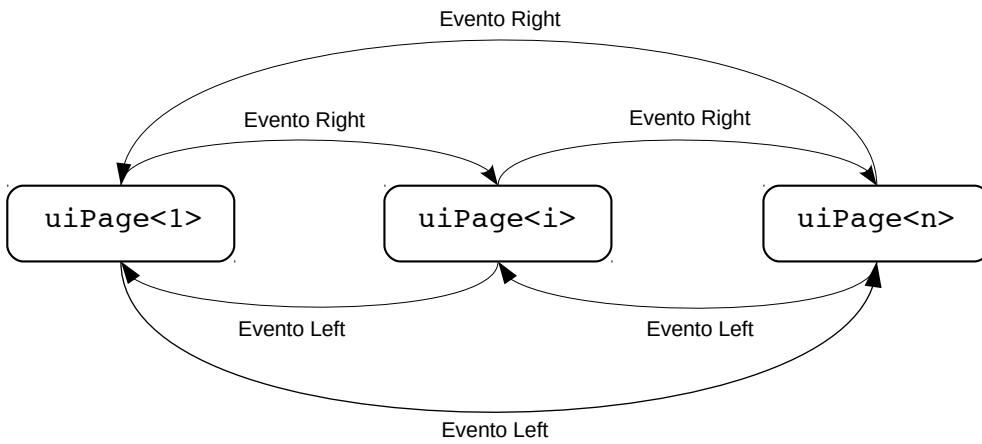 Evento Right
Evento Right
Evento Right
uiPage<1>
uiPage<i>
uiPage<n>
Evento Left
Evento Left
Evento Left